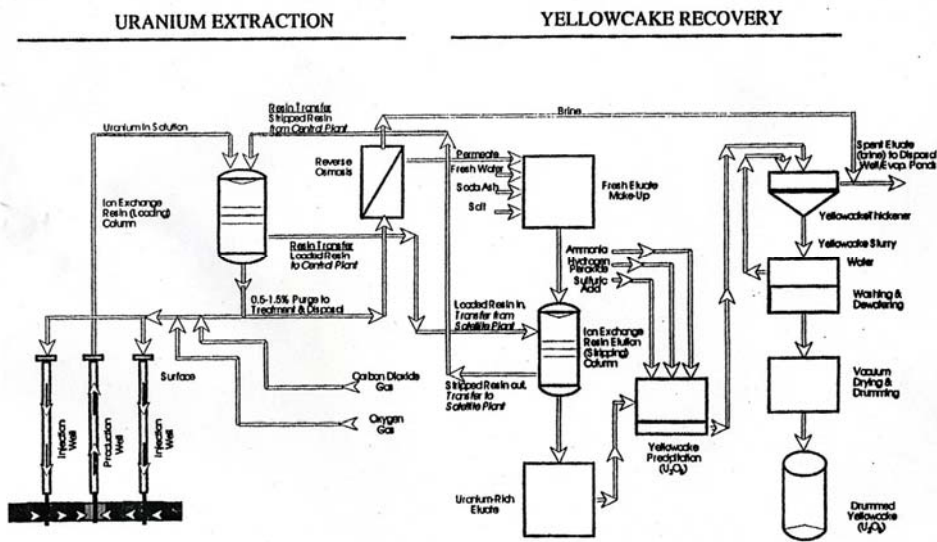 URANIUM EXTRACTION
YELLOWCAKE RECOVERY
Resin Transfer
Stripped Resin
from Central Plant
Brine
Uranium in Solution
Reverse
Osmosis
Permeate
Fresh Water
Soda Ash
Salt
Fresh Eluate
Make-Up
Spent Eluate
(brine) to Disposal
Well/Evap. Ponds
Ion Exchange
Resin (Loading)
Column
Yellowcake Thickener
Resin Transfer
Loaded Resin
to Central Plant
Ammonia
Hydrogen
Peroxide
Sulfuric
Acid
Yellowcake Slurry
Water
Washing &
Dewatering
0.5-1.5% Purge to
Treatment & Disposal
Loaded Resin In,
Transfer from
Satellite Plant
Ion Exchange
Resin Elution
(Stripping)
Column
Surface
Carbon Dioxide
Gas
Stripped Resin out,
Transfer to
Satellite Plant
Vacuum
Drying &
Drumming
Oxygen
Gas
Injection
Well
Production
Well
Injection
Well
Yellowcake
Precipitation
(U₃O₈)
Uranium-Rich
Eluate
Drummed
Yellowcake
(U₃O₈)